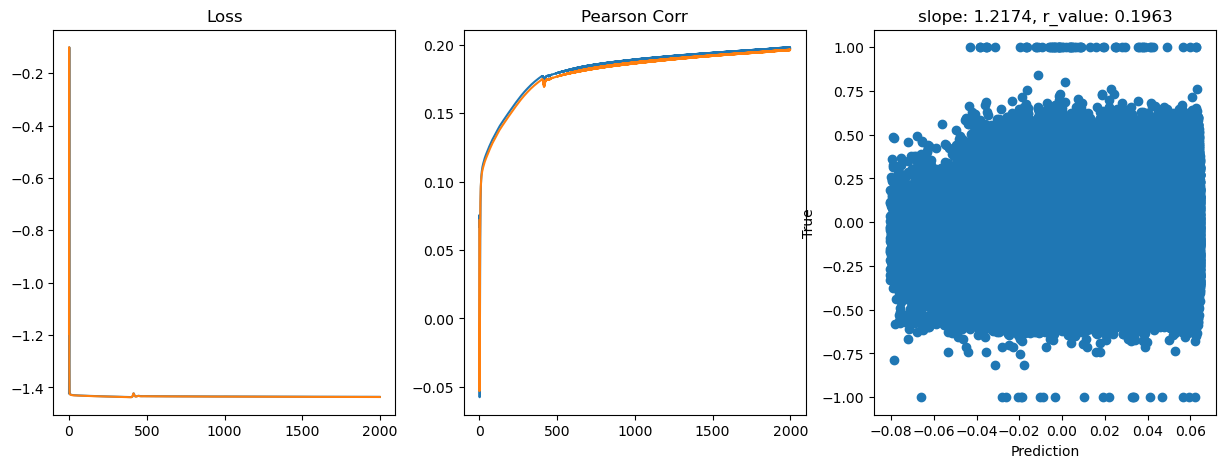 Loss
−0.2
−0.4
−0.6
−0.8
−1.0
−1.2
−1.4
0 500 1000 1500 2000
Pearson Corr
0.20
0.15
0.10
0.05
0.00
−0.05
0 500 1000 1500 2000
slope: 1.2174, r_value: 0.1963
True
1.00
0.75
0.50
0.25
0.00
−0.25
−0.50
−0.75
−1.00
−0.08 −0.06 −0.04 −0.02 0.00 0.02 0.04 0.06
Prediction